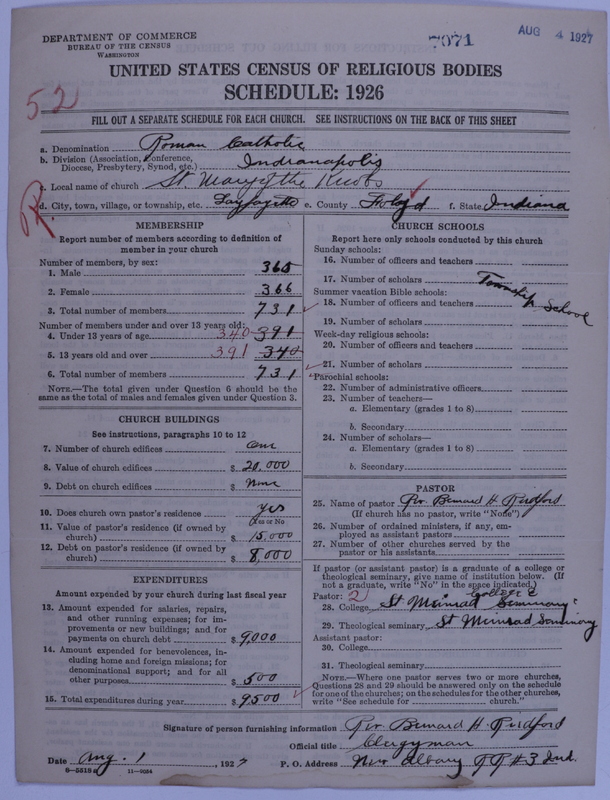 DEPARTMENT OF COMMERCE
BUREAU OF THE CENSUS
WASHINGTON
7071
AUG 4 1927
UNITED STATES CENSUS OF RELIGIOUS BODIES
SCHEDULE: 1926
52
FILL OUT A SEPARATE SCHEDULE FOR EACH CHURCH. SEE INSTRUCTIONS ON THE BACK OF THIS SHEET
a. Denomination Roman Catholic
b. Division (Association, Conference, Diocese, Presbytery, Synod, etc.) Indianapolis
c. Local name of church St. Mary of the Knobs
d. City, town, village, or township, etc. Lafayette e. County Floyd f. State Indiana
MEMBERSHIP
Report number of members according to definition of
member in your church
Number of members, by sex:
1. Male 365
2. Female 366
3. Total number of members 731
Number of members under and over 13 years old:
4. Under 13 years of age 340 391
5. 13 years old and over 391 340
6. Total number of members 731
NOTE.—The total given under Question 6 should be
same as the total of males and females given under Question 3.
CHURCH BUILDINGS
See instructions, paragraphs 10 to 12
7. Number of church edifices one
8. Value of church edifices $ 20,000
9. Debt on church edifices $ None
10. Does church own pastor's residence? yes
(Yes or No)
11. Value of pastor's residence (if owned by
church) $ 15,000
12. Debt on pastor's residence (if owned by
church) $ 8,000
EXPENDITURES
Amount expended by your church during last fiscal year
13. Amount expended for salaries, repairs,
and other running expenses; for im-
provements or new buildings; and for
payments on church debt $ 9,000
14. Amount expended for benevolences, in-
cluding home and foreign missions; for
denominational support; and for all
other purposes $ 500
15. Total expenditures during year $ 9500
CHURCH SCHOOLS
Report here only schools conducted by this church
Sunday schools:
16. Number of officers and teachers
17. Number of scholars
Township School
Summer vacation Bible schools:
18. Number of officers and teachers
19. Number of scholars
Week-day religious schools:
20. Number of officers and teachers
21. Number of scholars
Parochial schools:
22. Number of administrative officers
23. Number of teachers—
a. Elementary (grades 1 to 8)
b. Secondary
24. Number of scholars—
a. Elementary (grades 1 to 8)
b. Secondary
PASTOR
25. Name of pastor Rev Bernard H.
(If church has no pastor, write "None")
26. Number of ordained ministers, if any, em-
ployed as assistant pastors
27. Number of other churches served by the
pastor or his assistants
If pastor (or assistant pastor) is a graduate of a college or
theological seminary, give name of institution below. (If
not a graduate, write "No" in the space indicated.)
Pastor: 2 College &
28. College St Meinrad Seminary
29. Theological seminary St Meinrad Seminary
Assistant pastor:
30. College
31. Theological seminary
NOTE.—Where one pastor serves two or more churches,
Questions 28 and 29 should be answered only on the schedule
for one of the churches; on the schedules for the other churches,
write "See schedule for church."
Signature of person furnishing information Rev Bernard H.
Official title Clergyman
Date Aug. 1, 1927 P. O. Address New Albany RR #3 Ind.
8—5618 a 11—9034